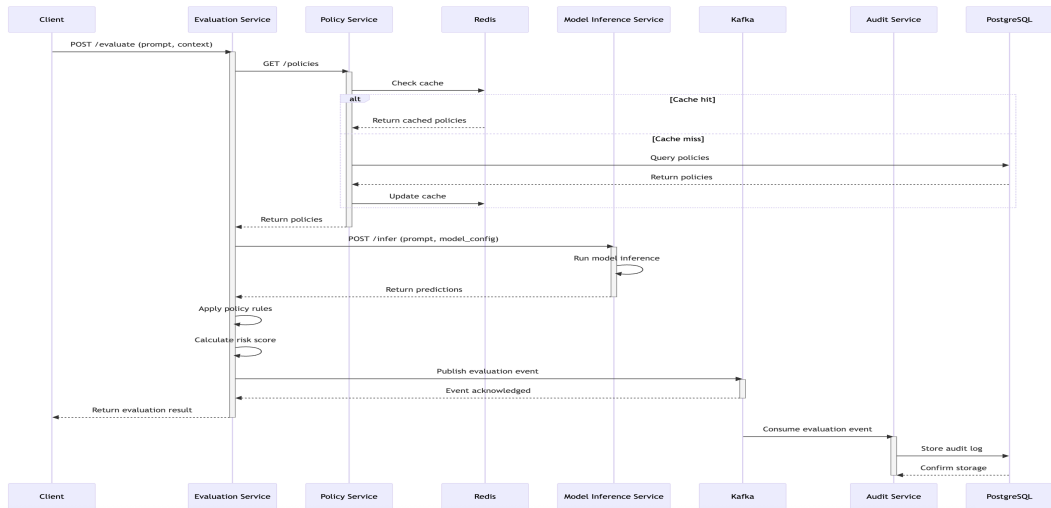 Client
Evaluation Service
Policy Service
Redis
Model Inference Service
Kafka
Audit Service
PostgreSQL
POST /evaluate (prompt, context)
GET /policies
Check cache
alt
[Cache hit]
Return cached policies
[Cache miss]
Query policies
Return policies
Update cache
Return policies
POST /infer (prompt, model_config)
Run model inference
Return predictions
Apply policy rules
Calculate risk score
Publish evaluation event
Event acknowledged
Return evaluation result
Consume evaluation event
Store audit log
Confirm storage
Client
Evaluation Service
Policy Service
Redis
Model Inference Service
Kafka
Audit Service
PostgreSQL